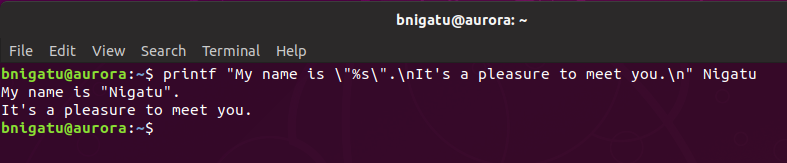 bnigatu@aurora: ~
File Edit View Search Terminal Help
bnigatu@aurora:~$ printf "My name is \"%s\".\nIt's a pleasure to meet you.\n" Nigatu
My name is "Nigatu".
It's a pleasure to meet you.
bnigatu@aurora:~$